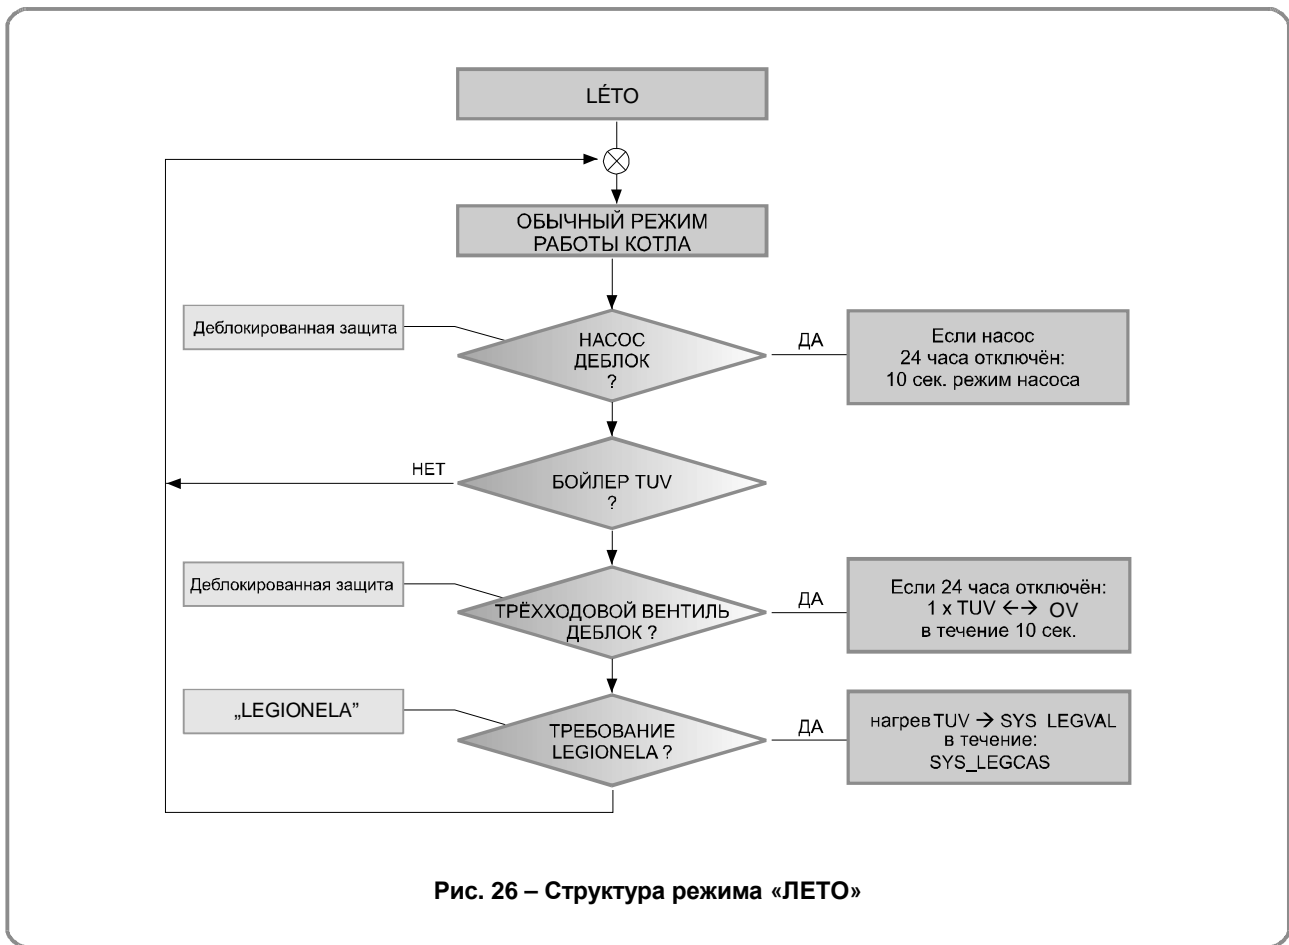 LÉTO
ОБЫЧНЫЙ РЕЖИМ
РАБОТЫ КОТЛА
Деблокированная защита
НАСОС
ДЕБЛОК
?
ДА
Если насос
24 часа отключён:
10 сек. режим насоса
НЕТ
БОЙЛЕР TUV
?
Деблокированная защита
ТРЁХХОДОВОЙ ВЕНТИЛЬ
ДЕБЛОК ?
ДА
Если 24 часа отключён:
1 x TUV ←→ OV
в течение 10 сек.
„LEGIONELA”
ТРЕБОВАНИЕ
LEGIONELA ?
ДА
нагрев TUV → SYS LEGVAL
в течение:
SYS_LEGCAS
Рис. 26 – Структура режима «ЛЕТО»